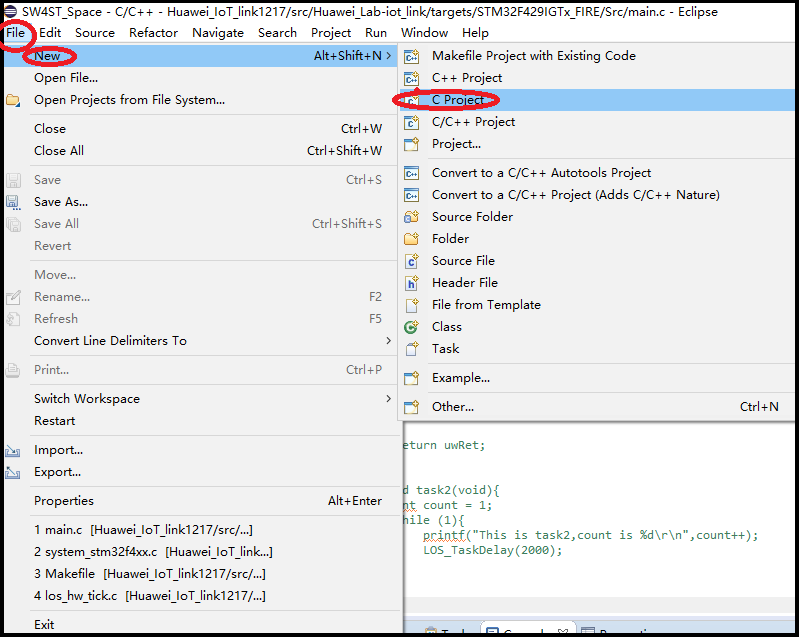 SW4ST_Space - C/C++ - Huawei_IoT_link1217/src/Huawei_Lab-iot_link/targets/STM32F429IGTx_FIRE/Src/main.c - Eclipse
File Edit Source Refactor Navigate Search Project Run Window Help
New Alt+Shift+N >
Open File...
Open Projects from File System...
Close Ctrl+W
Close All Ctrl+Shift+W
Save Ctrl+S
Save As...
Save All Ctrl+Shift+S
Revert
Move...
Rename... F2
Refresh F5
Convert Line Delimiters To >
Print... Ctrl+P
Switch Workspace >
Restart
Import...
Export...
Properties Alt+Enter
1 main.c [Huawei_IoT_link1217/src/...]
2 system_stm32f4xx.c [Huawei_IoT_link...]
3 Makefile [Huawei_IoT_link1217/src/...]
4 los_hw_tick.c [Huawei_IoT_link1217/...]
Exit
Makefile Project with Existing Code
C++ Project
C Project
C/C++ Project
Project...
Convert to a C/C++ Autotools Project
Convert to a C/C++ Project (Adds C/C++ Nature)
Source Folder
Folder
Source File
Header File
File from Template
Class
Task
Example...
Other... Ctrl+N
eturn uwRet;
d task2(void){
nt count = 1;
hile (1){
printf("This is task2,count is %d\r\n",count++);
LOS_TaskDelay(2000);